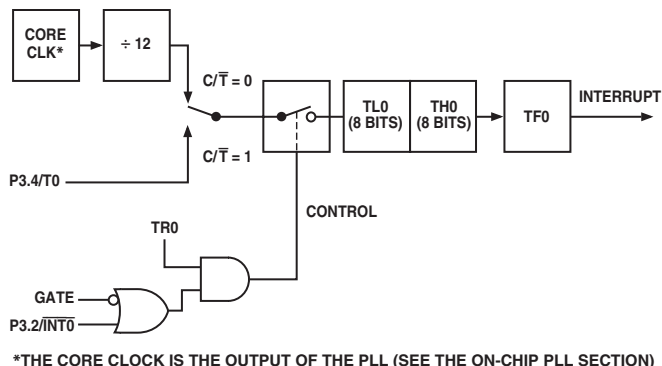 CORE
CLK*
÷ 12
C/T̅ = 0
TL0
(8 BITS)
TH0
(8 BITS)
TF0
INTERRUPT
C/T̅ = 1
P3.4/T0
CONTROL
TR0
GATE
P3.2/I̅N̅T̅0̅
*THE CORE CLOCK IS THE OUTPUT OF THE PLL (SEE THE ON-CHIP PLL SECTION)